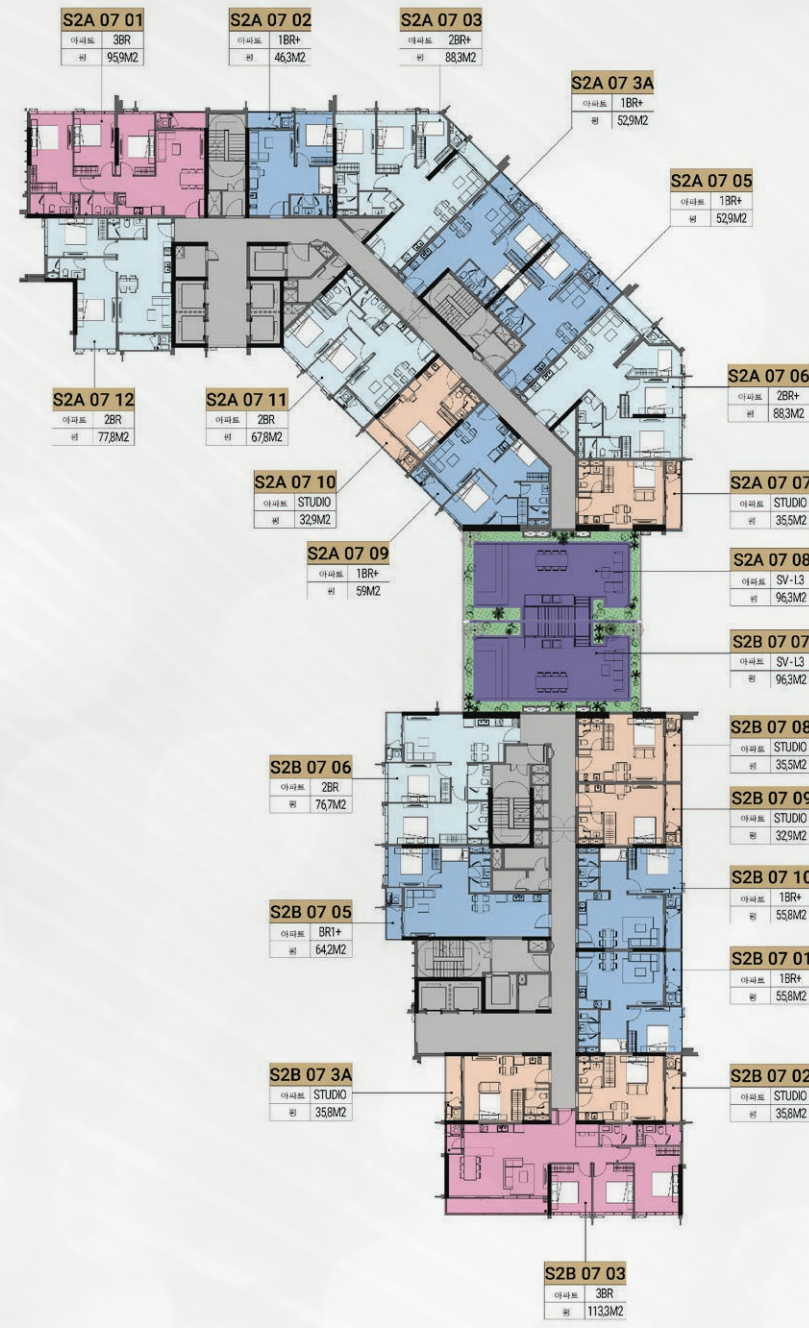 S2A 07 01
아파트 3BR
평 95,9M2
S2A 07 02
아파트 1BR+
평 46,3M2
S2A 07 03
아파트 2BR+
평 88,3M2
S2A 07 3A
아파트 1BR+
평 52,9M2
S2A 07 05
아파트 1BR+
평 52,9M2
S2A 07 06
아파트 2BR+
평 88,3M2
S2A 07 12
아파트 2BR
평 77,8M2
S2A 07 11
아파트 2BR
평 67,8M2
S2A 07 10
아파트 STUDIO
평 32,9M2
S2A 07 09
아파트 1BR+
평 59M2
S2A 07 07
아파트 STUDIO
평 35,5M2
S2A 07 08
아파트 SV-L3
평 96,3M2
S2B 07 07
아파트 SV-L3
평 96,3M2
S2B 07 08
아파트 STUDIO
평 35,5M2
S2B 07 06
아파트 2BR
평 76,7M2
S2B 07 09
아파트 STUDIO
평 32,9M2
S2B 07 10
아파트 1BR+
평 55,8M2
S2B 07 05
아파트 BR1+
평 64,2M2
S2B 07 01
아파트 1BR+
평 55,8M2
S2B 07 3A
아파트 STUDIO
평 35,8M2
S2B 07 02
아파트 STUDIO
평 35,8M2
S2B 07 03
아파트 3BR
평 113,3M2